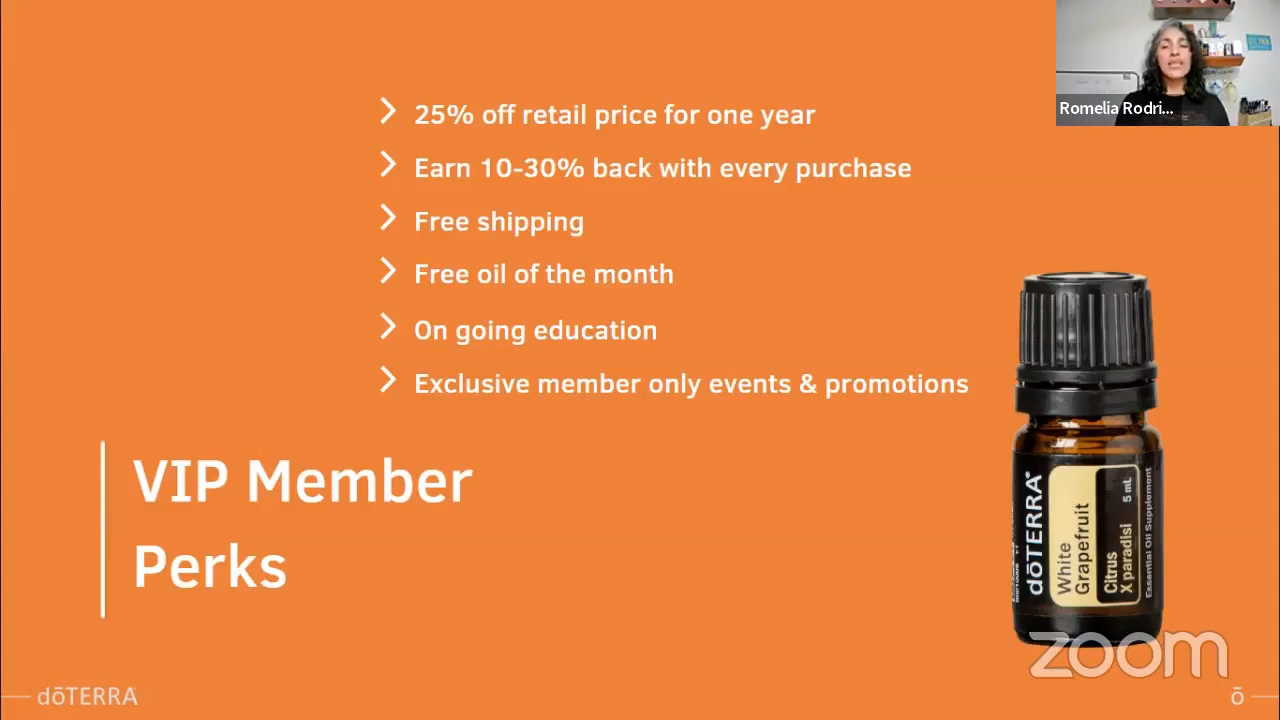 Romelia Rodri...
25% off retail price for one year
Earn 10-30% back with every purchase
Free shipping
Free oil of the month
On going education
Exclusive member only events & promotions
VIP Member
Perks
dōTERRA
White
Grapefruit
Citrus
X paradisi
5 mL
Essential Oil Supplement
zoom
dōTERRA
ō